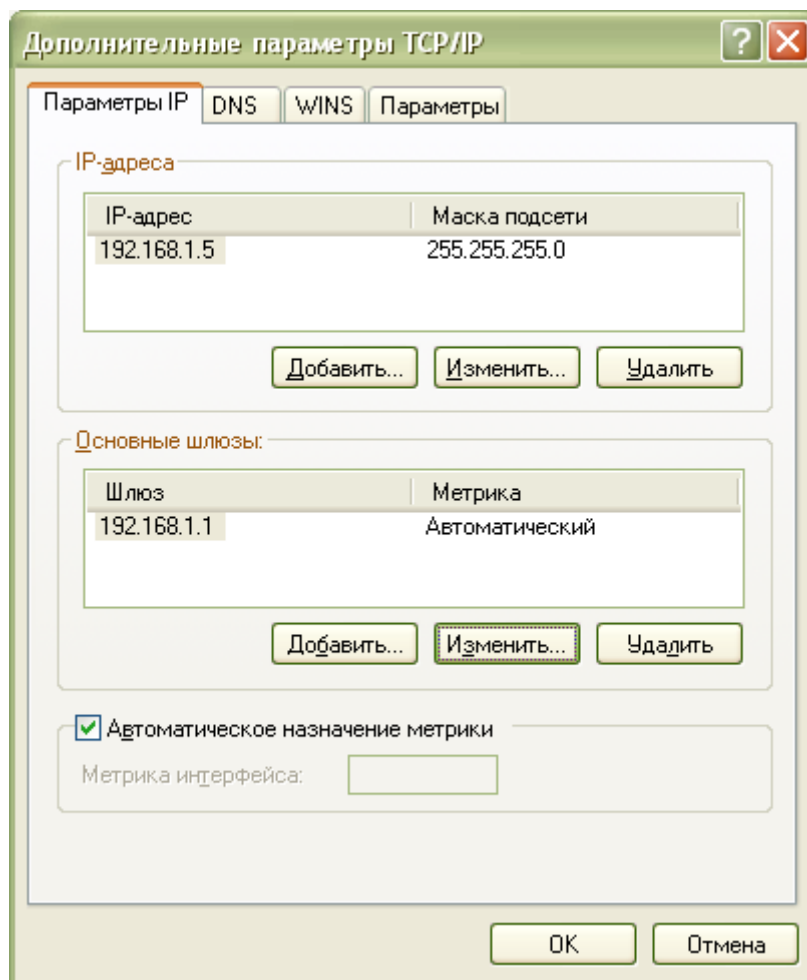 Дополнительные параметры TCP/IP
Параметры IP DNS WINS Параметры
IP-адреса
IP-адрес Маска подсети
192.168.1.5 255.255.255.0
Добавить... Изменить... Удалить
Основные шлюзы:
Шлюз Метрика
192.168.1.1 Автоматический
Добавить... Изменить... Удалить
Автоматическое назначение метрики
Метрика интерфейса:
OK Отмена